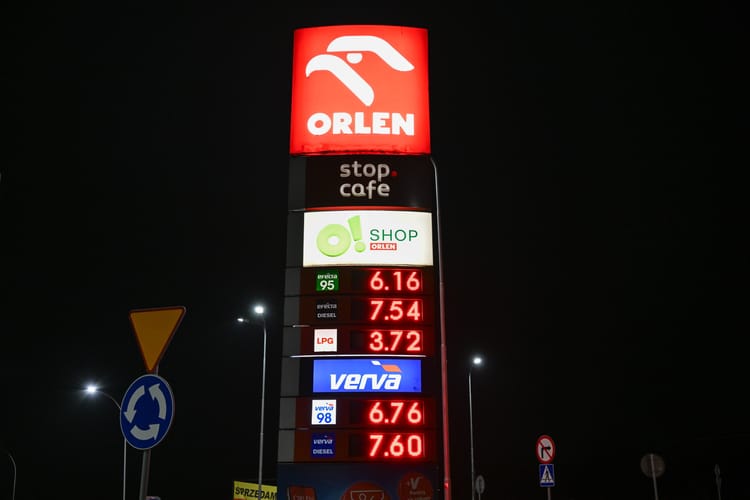 ORLEN
stop.
cafe
O! SHOP
ORLEN
efecta
95 6.16
efecta
DIESEL 7.54
LPG 3.72
verva
verva
98 6.76
verva
DIESEL 7.60
SPRZEDAM